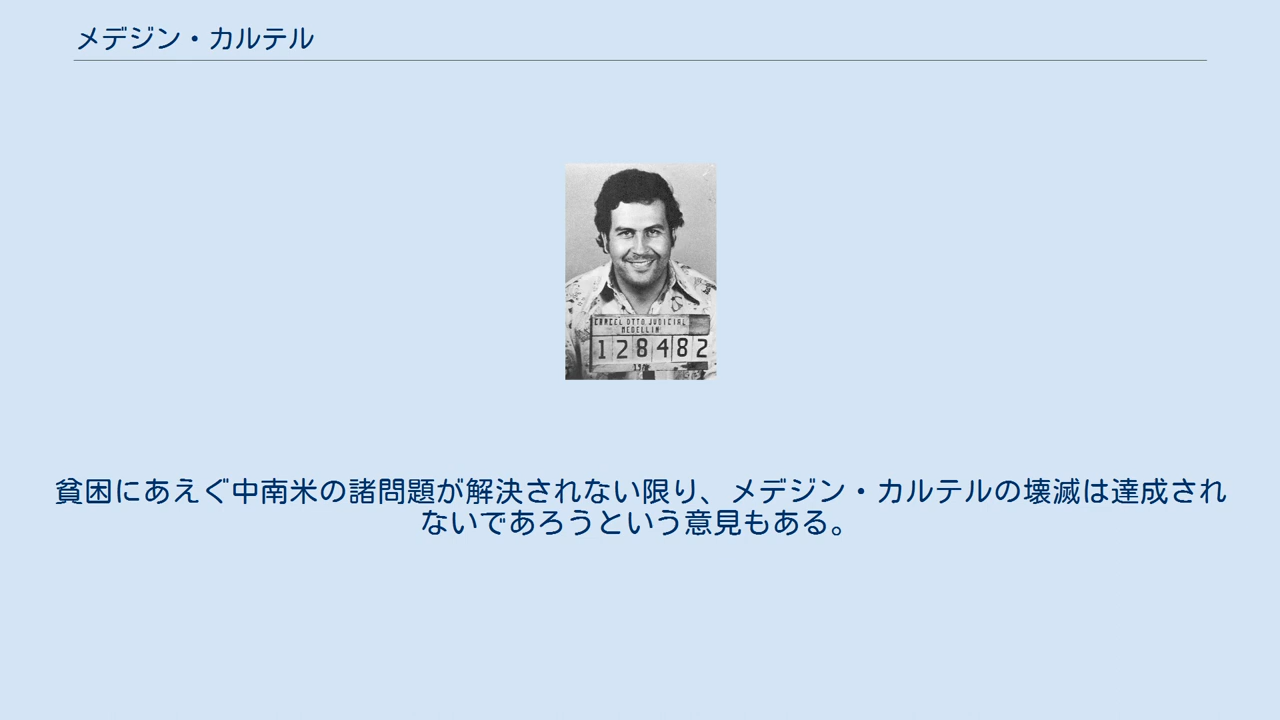 メデジン・カルテル
CARCEL DTTO JUDICIAL
MEDELLIN
128482
貧困にあえぐ中南米の諸問題が解決されない限り、メデジン・カルテルの壊滅は達成され
ないであろうという意見もある。